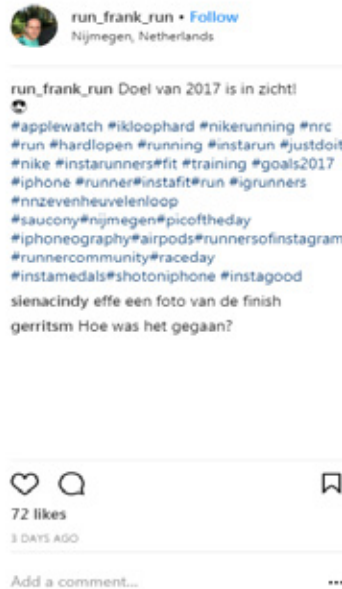 run_frank_run • Follow
Nijmegen, Netherlands
run_frank_run Doel van 2017 is in zicht!
#applewatch #ikloophard #nikerunning #nrc
#run #hardlopen #running #instarun #justdoit
#nike #instarunners#fit #training #goals2017
#iphone #runner#instafit#run #igrunners
#nnzevenheuvelenloop
#saucony#nijmegen#picoftheday
#iphoneography#airpods#runnersofinstagram
#runnercommunity#raceday
#instamedals#shotoniphone #instagood
sienacindy effe een foto van de finish
gerritsm Hoe was het gegaan?
72 likes
3 DAYS AGO
Add a comment...